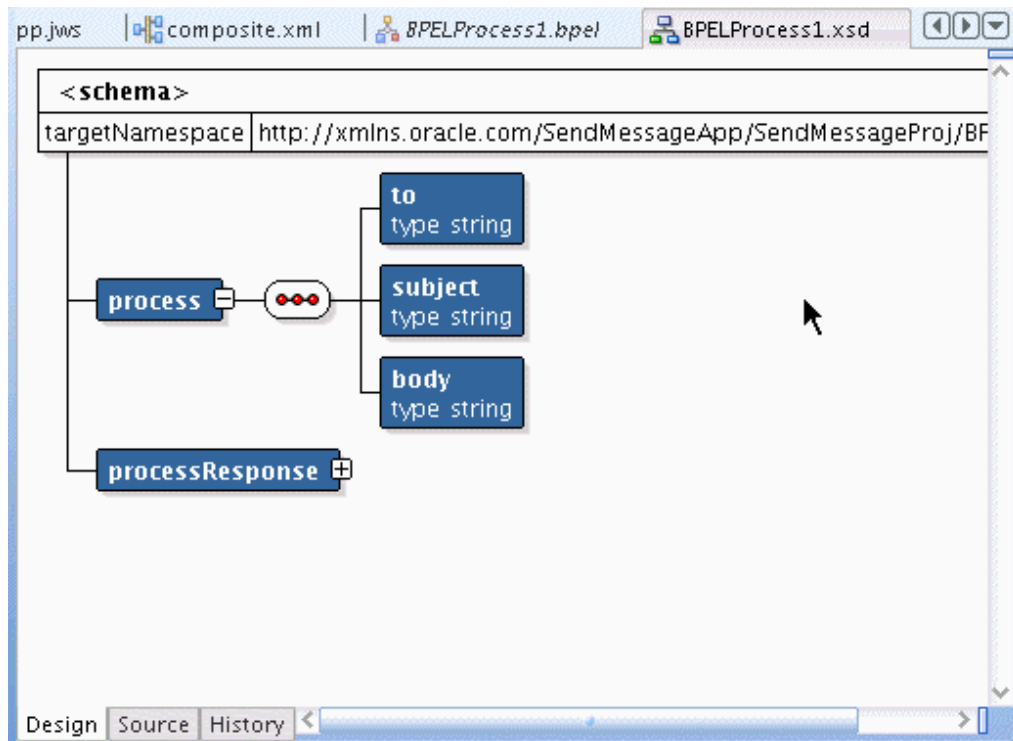 pp.jws composite.xml BPELProcess1.bpel BPELProcess1.xsd
<schema>
targetNamespace http://xmlns.oracle.com/SendMessageApp/SendMessageProj/BP
to
type string
process
subject
type string
body
type string
processResponse
Design Source History